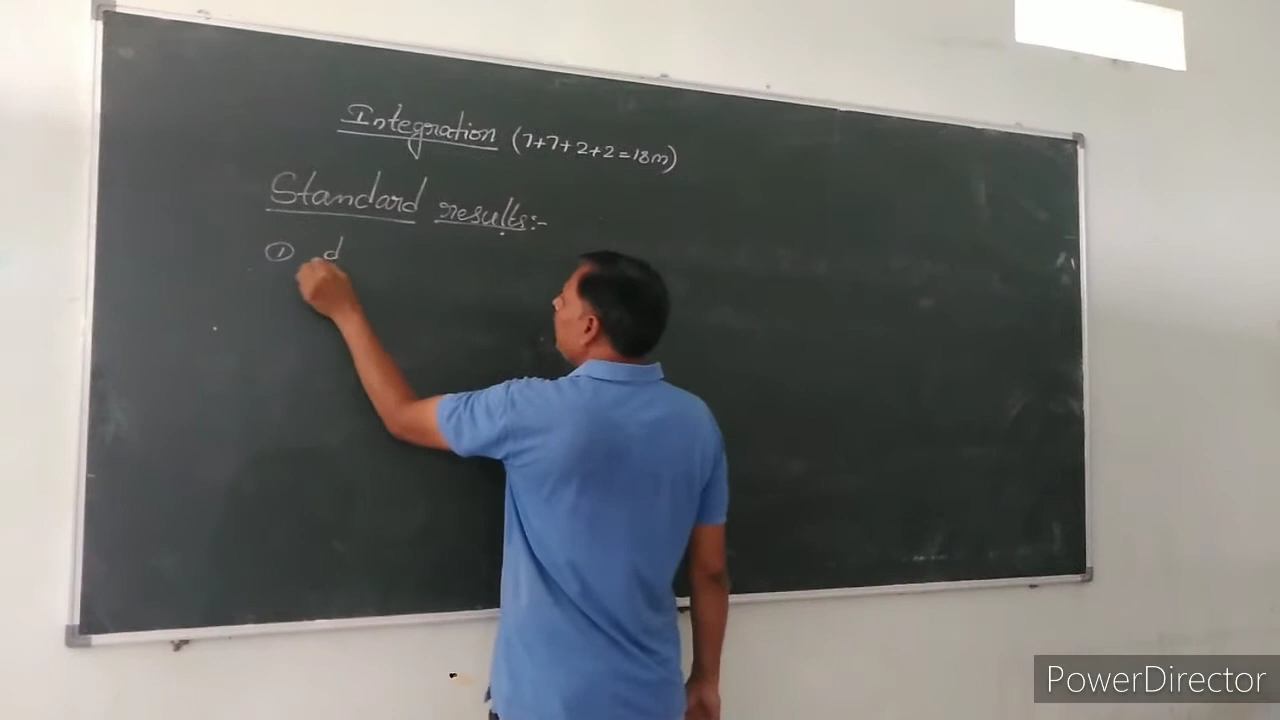 Integration (7+7+2+2=18m)
Standard results:-
① d
PowerDirector